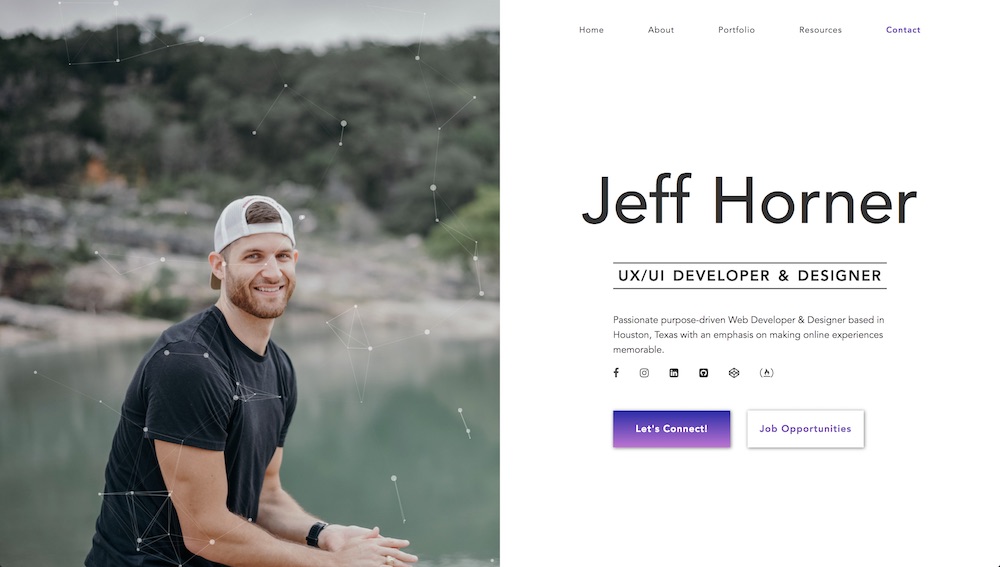 Home About Portfolio Resources Contact
Jeff Horner
UX/UI DEVELOPER & DESIGNER
Passionate purpose-driven Web Developer & Designer based in
Houston, Texas with an emphasis on making online experiences
memorable.
Let's Connect! Job Opportunities